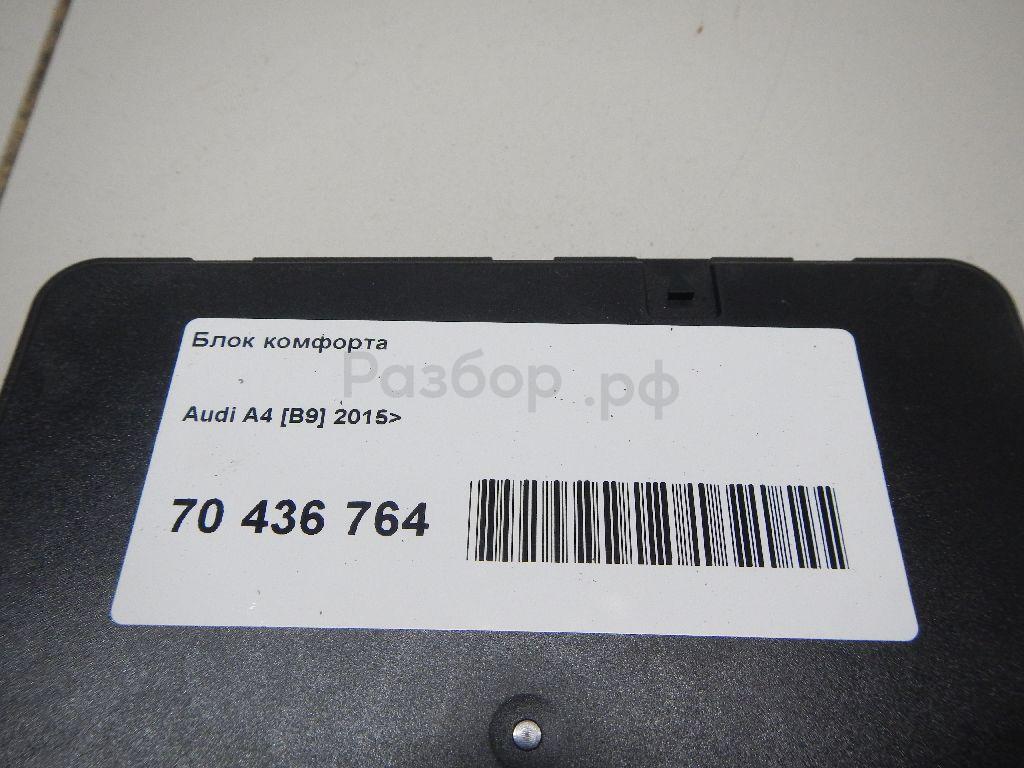 Блок комфорта
Разбор.рф
Audi A4 [B9] 2015>
70 436 764